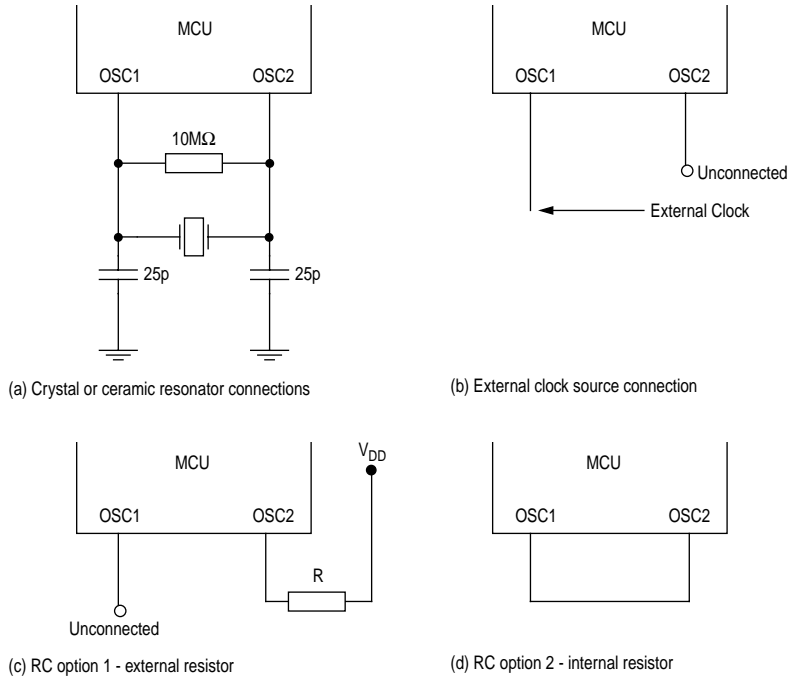 MCU
OSC1 OSC2
10MΩ
25p 25p
(a) Crystal or ceramic resonator connections
MCU
OSC1 OSC2
Unconnected
External Clock
(b) External clock source connection
MCU
OSC1 OSC2
VDD
R
Unconnected
(c) RC option 1 - external resistor
MCU
OSC1 OSC2
(d) RC option 2 - internal resistor